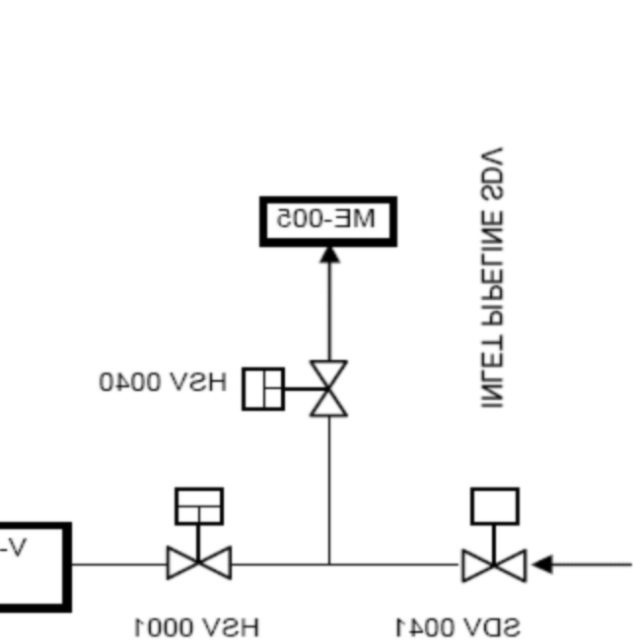 ME-005
INLET PIPELINE SDV
HSV 0040
V-
HSV 0001
SDV 0041